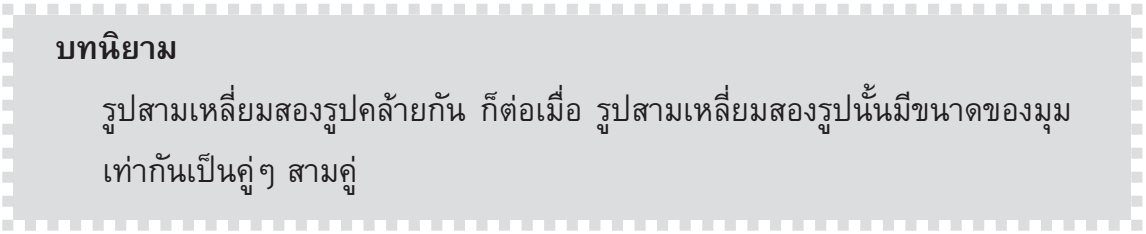 บทนิยาม
รูปสามเหลี่ยมสองรูปคล้ายกัน ก็ต่อเมื่อ รูปสามเหลี่ยมสองรูปนั้นมีขนาดของมุม
เท่ากันเป็นคู่ๆ สามคู่